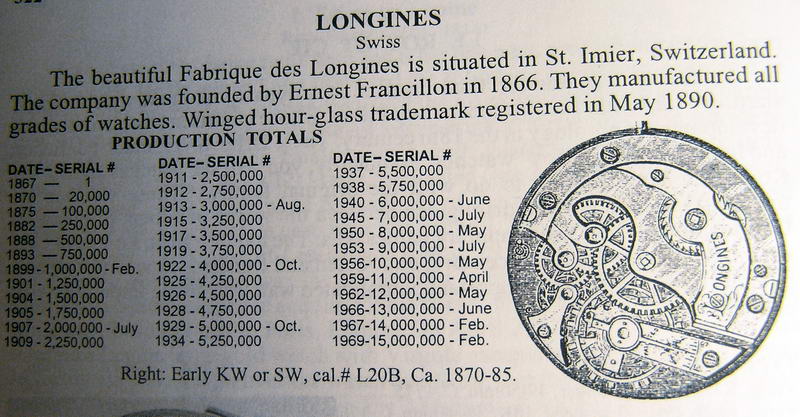 LONGINES
Swiss
The beautiful Fabrique des Longines is situated in St. Imier, Switzerland.
The company was founded by Ernest Francillon in 1866. They manufactured all
grades of watches. Winged hour-glass trademark registered in May 1890.
PRODUCTION TOTALS
DATE– SERIAL #
1867 — 1
1870 — 20,000
1875 — 100,000
1882 — 250,000
1888 — 500,000
1893 — 750,000
1899 - 1,000,000 - Feb.
1901 - 1,250,000
1904 - 1,500,000
1905 - 1,750,000
1907 - 2,000,000 - July
1909 - 2,250,000
DATE– SERIAL #
1911 - 2,500,000
1912 - 2,750,000
1913 - 3,000,000 - Aug.
1915 - 3,250,000
1917 - 3,500,000
1919 - 3,750,000
1922 - 4,000,000 - Oct.
1925 - 4,250,000
1926 - 4,500,000
1928 - 4,750,000
1929 - 5,000,000 - Oct.
1934 - 5,250,000
DATE– SERIAL #
1937 - 5,500,000
1938 - 5,750,000
1940 - 6,000,000 - June
1945 - 7,000,000 - July
1950 - 8,000,000 - May
1953 - 9,000,000 - July
1956-10,000,000 - May
1959-11,000,000 - April
1962-12,000,000 - May
1966-13,000,000 - June
1967-14,000,000 - Feb.
1969-15,000,000 - Feb.
LONGINES
Right: Early KW or SW, cal.# L20B, Ca. 1870-85.